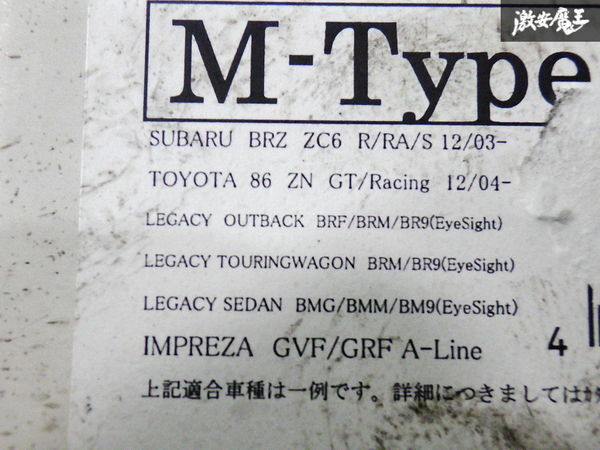 激安魔王
M-Type
SUBARU BRZ ZC6 R/RA/S 12/03-
TOYOTA 86 ZN GT/Racing 12/04-
LEGACY OUTBACK BRF/BRM/BR9(EyeSight)
LEGACY TOURINGWAGON BRM/BR9(EyeSight)
LEGACY SEDAN BMG/BMM/BM9(EyeSight)
IMPREZA GVF/GRF A-Line
4
上記適合車種は一例です。詳細につきましてはカ